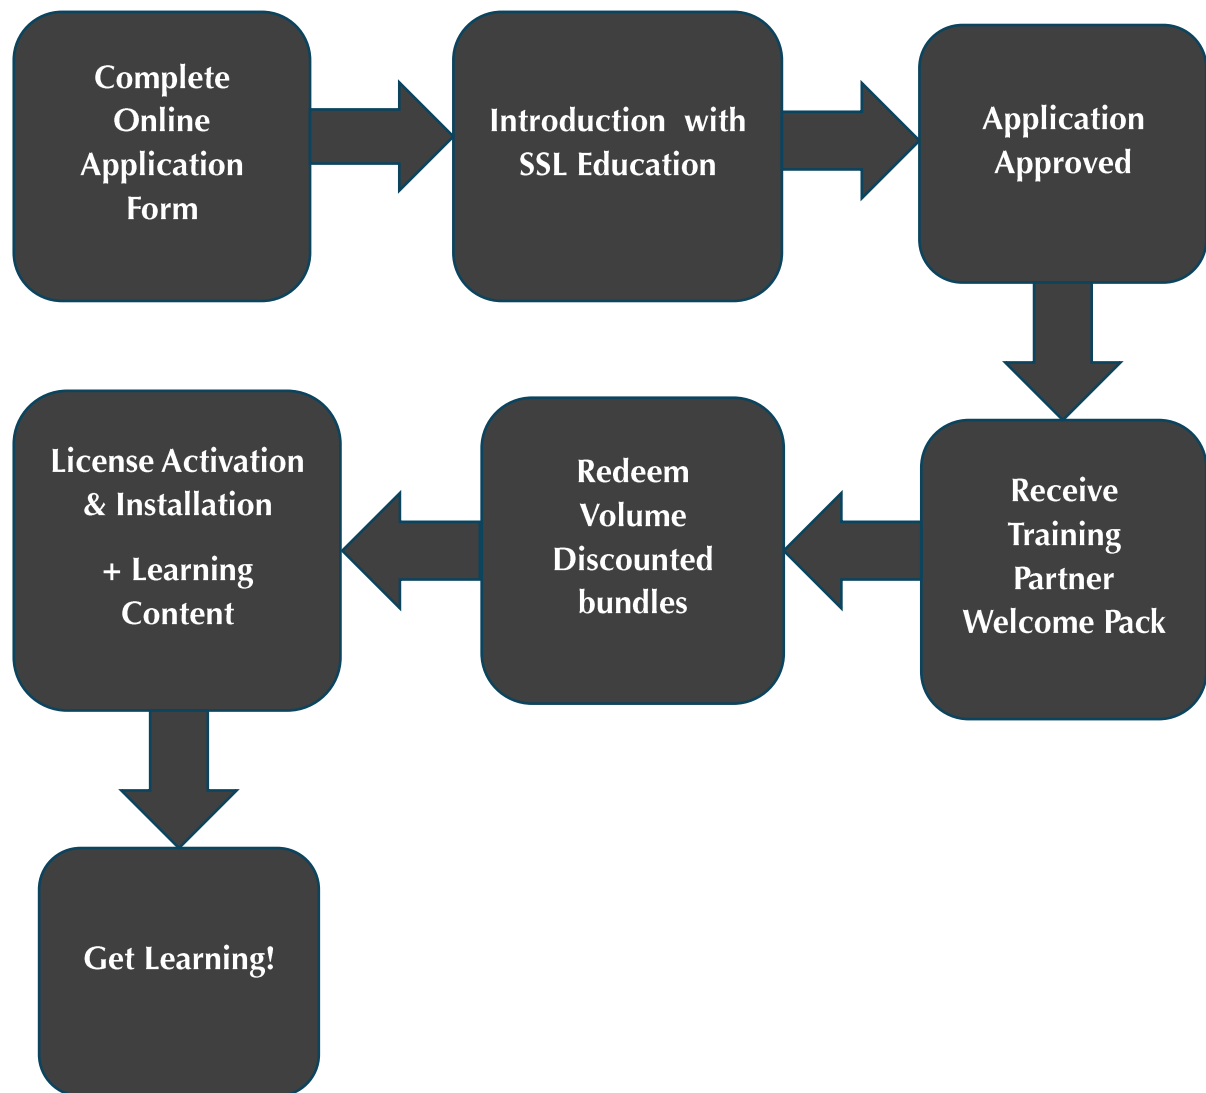 Complete
Online
Application
Form
Introduction with
SSL Education
Application
Approved
Receive
Training
Partner
Welcome Pack
Redeem
Volume
Discounted
bundles
License Activation
& Installation
+ Learning
Content
Get Learning!